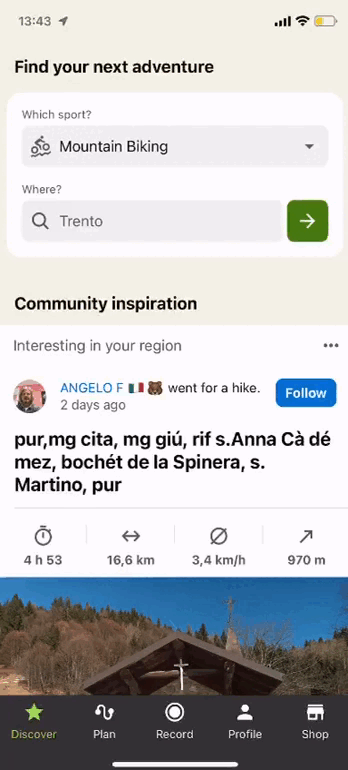 13:43
Find your next adventure
Which sport?
Mountain Biking
Where?
Trento
Community inspiration
Interesting in your region
ANGELO F 🇮🇹 🐻 went for a hike.
2 days ago
Follow
pur,mg cita, mg giú, rif s.Anna Cà dé
mez, bochét de la Spinera, s.
Martino, pur
4 h 53
16,6 km
3,4 km/h
970 m
Discover
Plan
Record
Profile
Shop